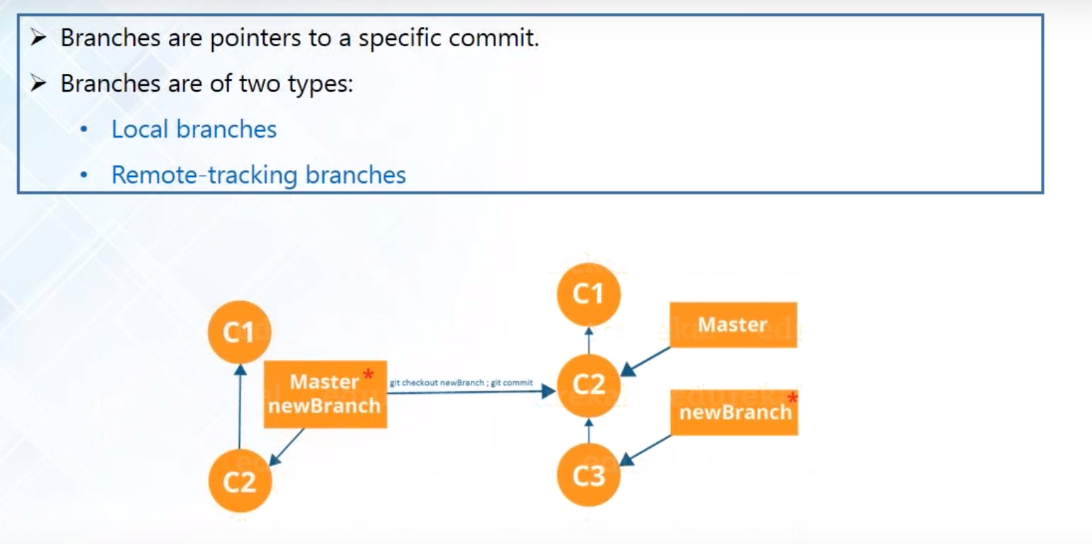 ➤ Branches are pointers to a specific commit.
➤ Branches are of two types:
• Local branches
• Remote-tracking branches
C1
Master *
newBranch
C2
git checkout newBranch ; git commit
C1
Master
C2
newBranch *
C3